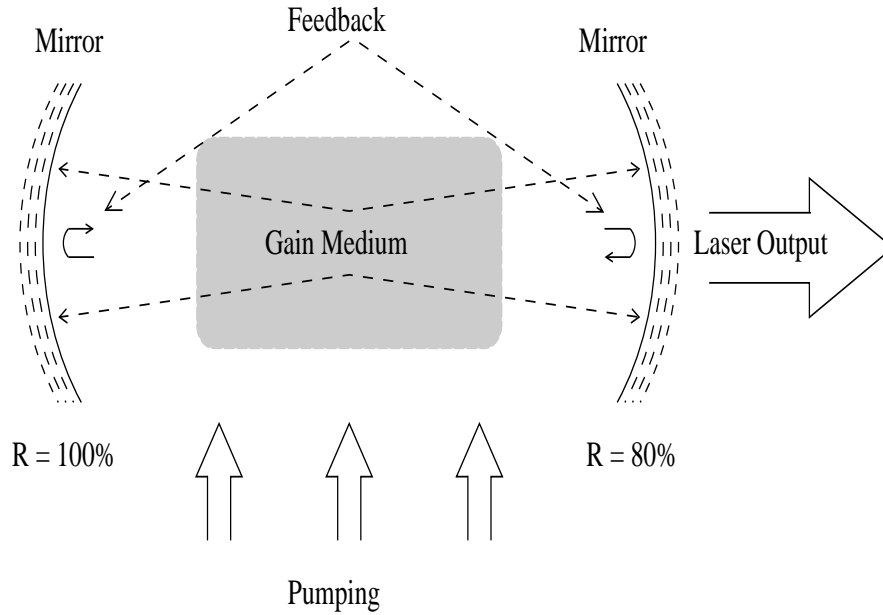 Feedback
Mirror
Mirror
Gain Medium
Laser Output
R = 100%
R = 80%
Pumping